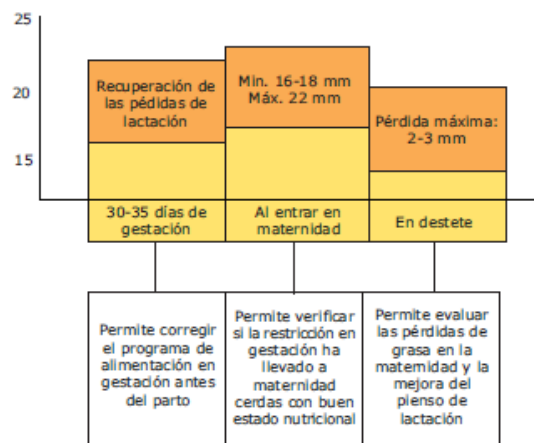 25
20
15
Recuperación de
las pédidas de
lactación
Min. 16-18 mm
Máx. 22 mm
Pérdida máxima:
2-3 mm
30-35 días de
gestación
Al entrar en
maternidad
En destete
Permite corregir
el programa de
alimentación en
gestación antes
del parto
Permite verificar
si la restricción en
gestación ha
llevado a
maternidad
cerdas con buen
estado nutricional
Permite evaluar
las pérdidas de
grasa en la
maternidad y la
mejora del
pienso de
lactación